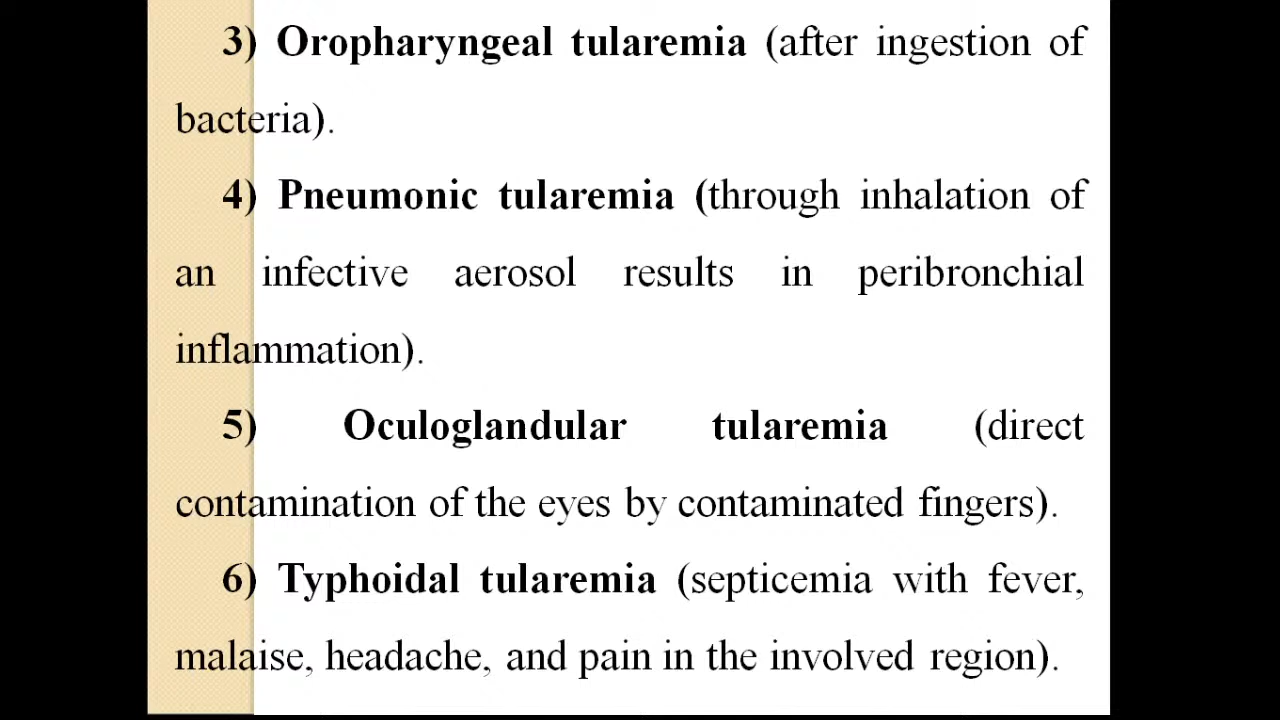 3) Oropharyngeal tularemia (after ingestion of
bacteria).
4) Pneumonic tularemia (through inhalation of
an infective aerosol results in peribronchial
inflammation).
5) Oculoglandular tularemia (direct
contamination of the eyes by contaminated fingers).
6) Typhoidal tularemia (septicemia with fever,
malaise, headache, and pain in the involved region).